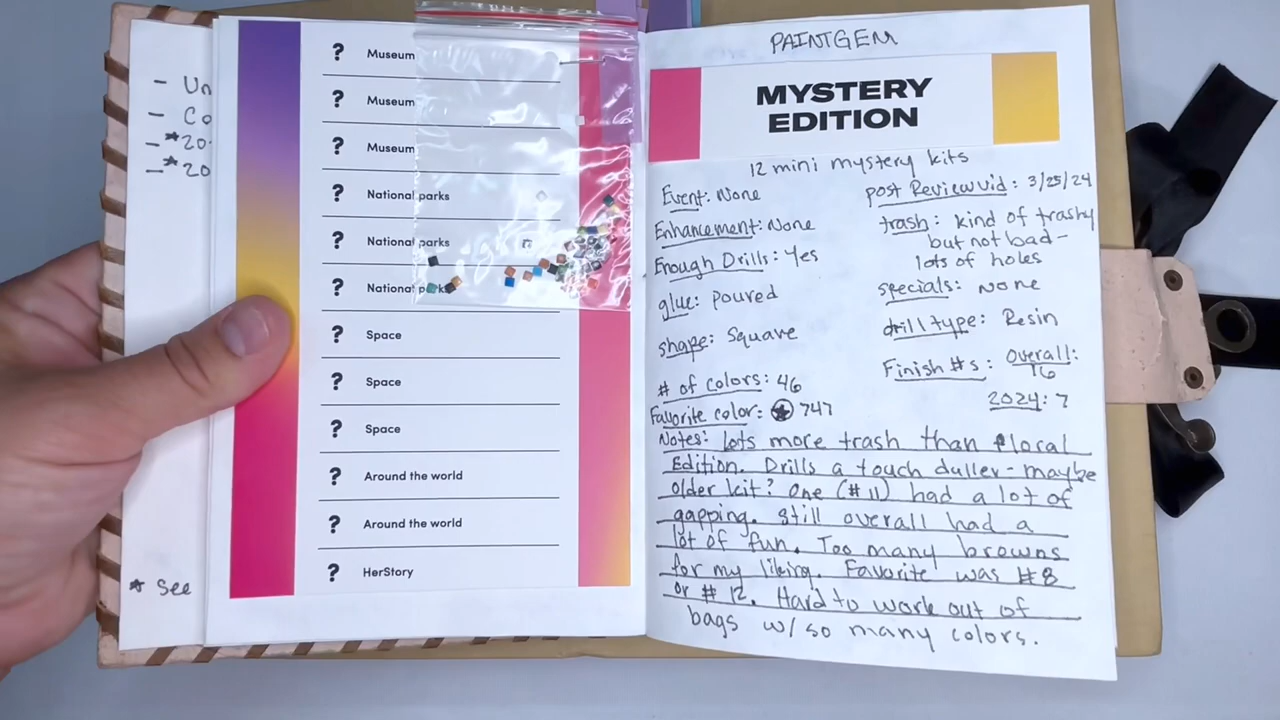 - Un
- Co
- *20
- *20
* See
? Museum
? Museum
? Museum
? National parks
? National parks
? National parks
? Space
? Space
? Space
? Around the world
? Around the world
? HerStory
PAINTGEM
MYSTERY
EDITION
12 mini mystery kits
Event: None
Enhancement: None
Enough Drills: Yes
glue: poured
shape: Square
# of colors: 46
Favorite color: 747
post Review vid: 3/25/24
trash: kind of trashy
but not bad-
lots of holes
specials: None
drill type: Resin
Finish #s: Overall:
16
2024: 7
Notes: Lots more trash than floral
Edition. Drills a touch duller- maybe
older kit? One (#11) had a lot of
gapping. Still overall had a
lot of fun. Too many browns
for my liking. Favorite was #8
or #12. Hard to work out of
bags w/ so many colors.